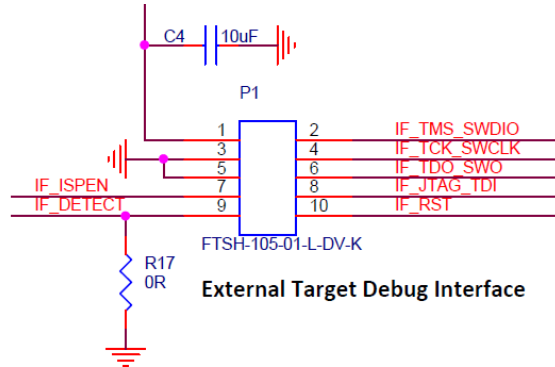 C4 10uF
P1
1 2 IF_TMS_SWDIO
3 4 IF_TCK_SWCLK
5 6 IF_TDO_SWO
IF_ISPEN 7 8 IF_JTAG_TDI
IF_DETECT 9 10 IF_RST
FTSH-105-01-L-DV-K
R17
0R
External Target Debug Interface